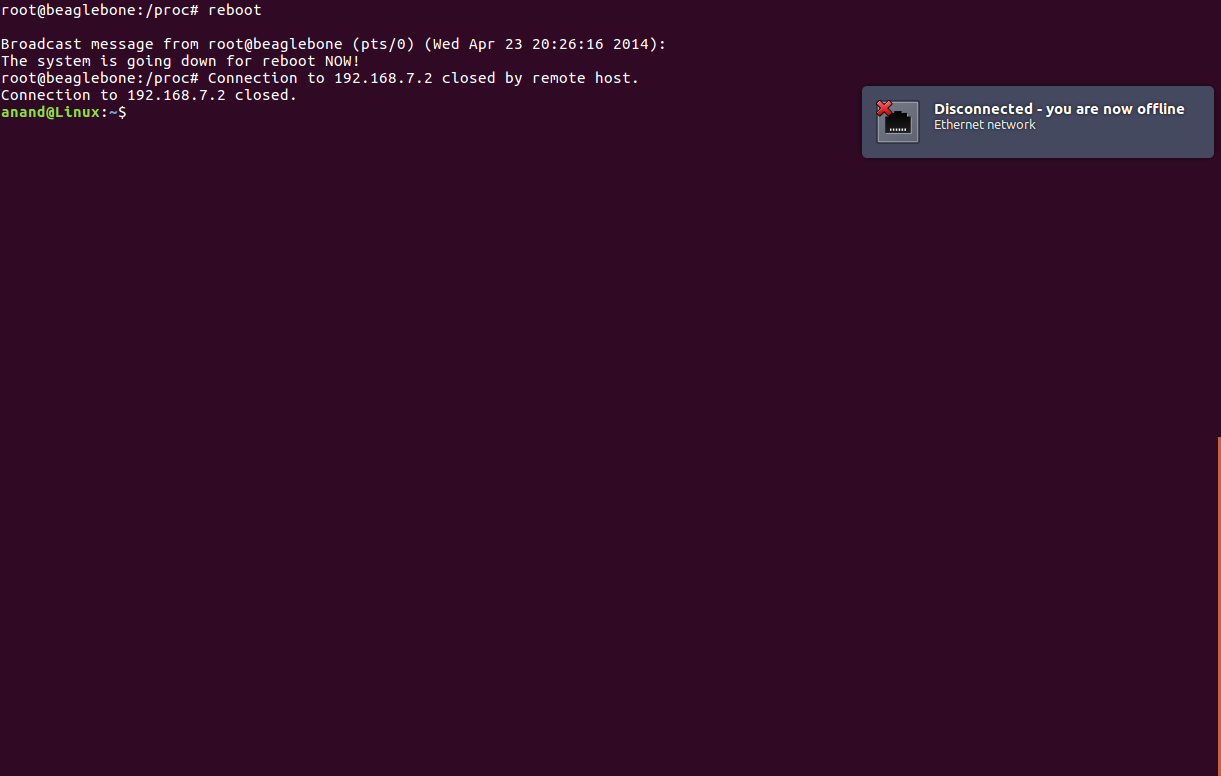 root@beaglebone:/proc# reboot
Broadcast message from root@beaglebone (pts/0) (Wed Apr 23 20:26:16 2014):
The system is going down for reboot NOW!
root@beaglebone:/proc# Connection to 192.168.7.2 closed by remote host.
Connection to 192.168.7.2 closed.
anand@Linux:~$
Disconnected - you are now offline
Ethernet network